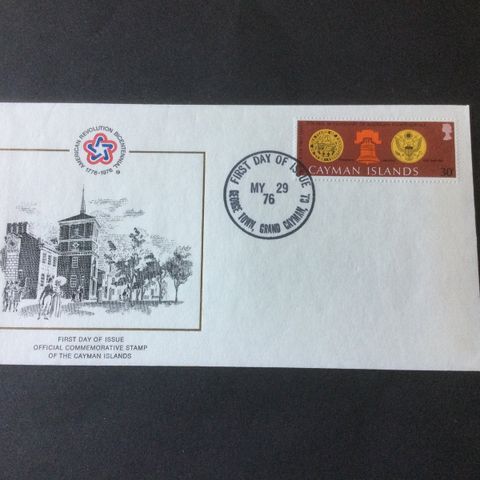 AMERICAN REVOLUTION BICENTENNIAL
1776-1976
FIRST DAY OF ISSUE
MY 29
76
GEORGE TOWN, GRAND CAYMAN, C.I.
CAYMAN ISLANDS
30
FIRST DAY OF ISSUE
OFFICIAL COMMEMORATIVE STAMP
OF THE CAYMAN ISLANDS